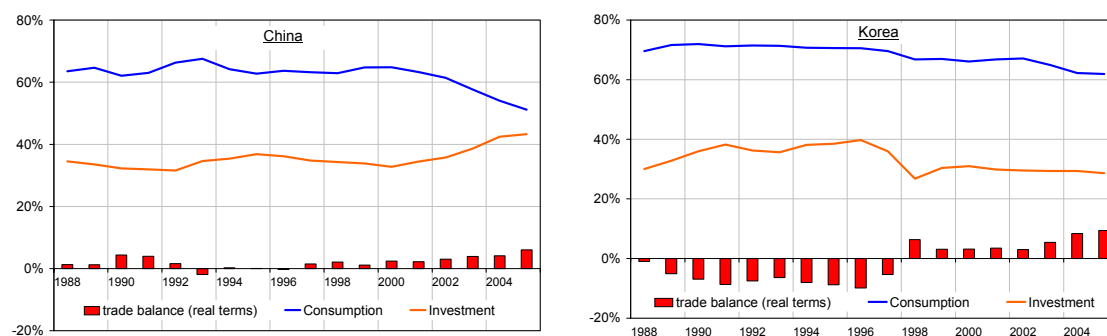 China
80%
60%
40%
20%
0%
-20%
1988 1990 1992 1994 1996 1998 2000 2002 2004
trade balance (real terms) Consumption Investment
Korea
80%
60%
40%
20%
0%
-20%
trade balance (real terms) Consumption Investment
1988 1990 1992 1994 1996 1998 2000 2002 2004